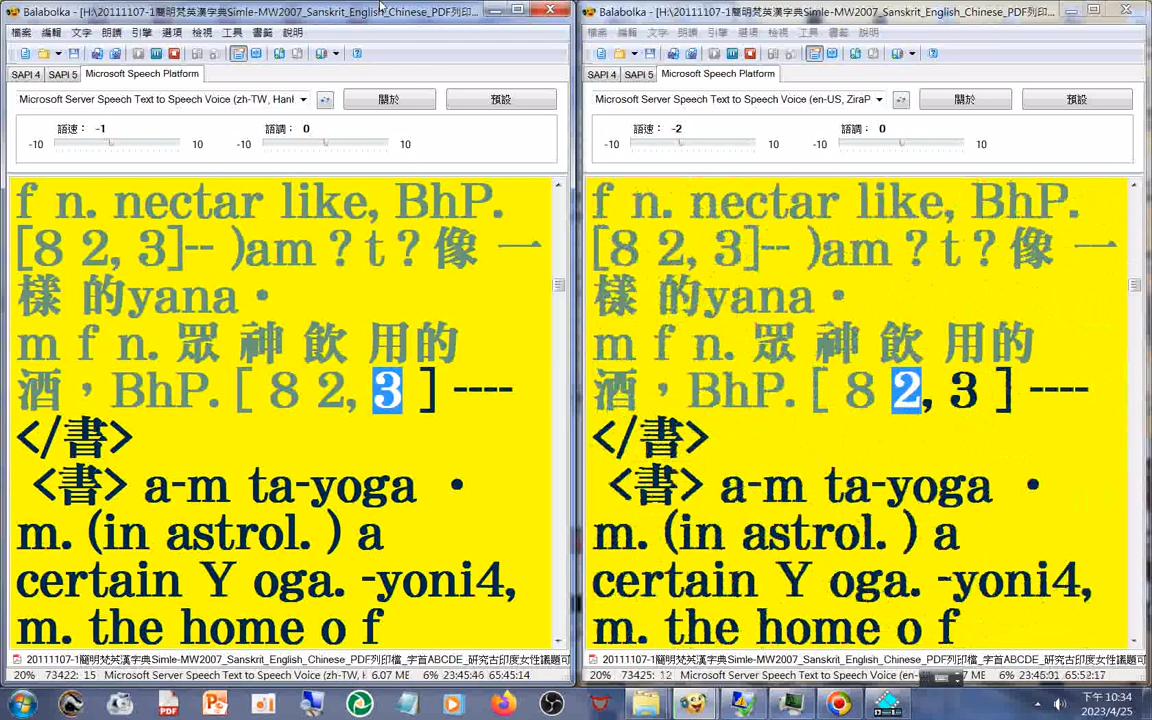 Balabolka - [H:\20111107-1簡明梵英漢字典Simle-MW2007_Sanskrit_English_Chinese_PDF列印...
檔案 編輯 文字 朗讀 引擎 選項 檢視 工具 書籤 說明
SAPI 4 SAPI 5 Microsoft Speech Platform
Microsoft Server Speech Text to Speech Voice (zh-TW, Hanl 關於 預設
語速： -1 語調： 0
-10 10 -10 10
f n. nectar like, BhP.
[8 2, 3]-- )am？t？像 一
樣 的yana・
m f n. 眾 神 飲 用的
酒，BhP. [ 8 2, 3 ] ----
</書>
<書> a-m ta-yoga ・
m. (in astrol. ) a
certain Y oga. -yoni4,
m. the home o f
20111107-1簡明梵英漢字典Simle-MW2007_Sanskrit_English_Chinese_PDF列印檔_字首ABCDE_研究古印度女性議題可
20% 73422: 15 Microsoft Server Speech Text to Speech Voice (zh-TW, H 6.07 MB 6% 23:45:46 65:45:14
Balabolka - [H:\20111107-1簡明梵英漢字典Simle-MW2007_Sanskrit_English_Chinese_PDF列印...
檔案 編輯 文字 朗讀 引擎 選項 檢視 工具 書籤 說明
SAPI 4 SAPI 5 Microsoft Speech Platform
Microsoft Server Speech Text to Speech Voice (en-US, ZiraP 關於 預設
語速： -2 語調： 0
-10 10 -10 10
f n. nectar like, BhP.
[8 2, 3]-- )am？t？像 一
樣 的yana・
m f n. 眾 神 飲 用的
酒，BhP. [ 8 2, 3 ] ----
</書>
<書> a-m ta-yoga ・
m. (in astrol. ) a
certain Y oga. -yoni4,
m. the home o f
20111107-1簡明梵英漢字典Simle-MW2007_Sanskrit_English_Chinese_PDF列印檔_字首ABCDE_研究古印度女性議題可
20% 73425: 12 Microsoft Server Speech Text to Speech Voice MB 6% 65:52:17
下午 10:34
2023/4/25